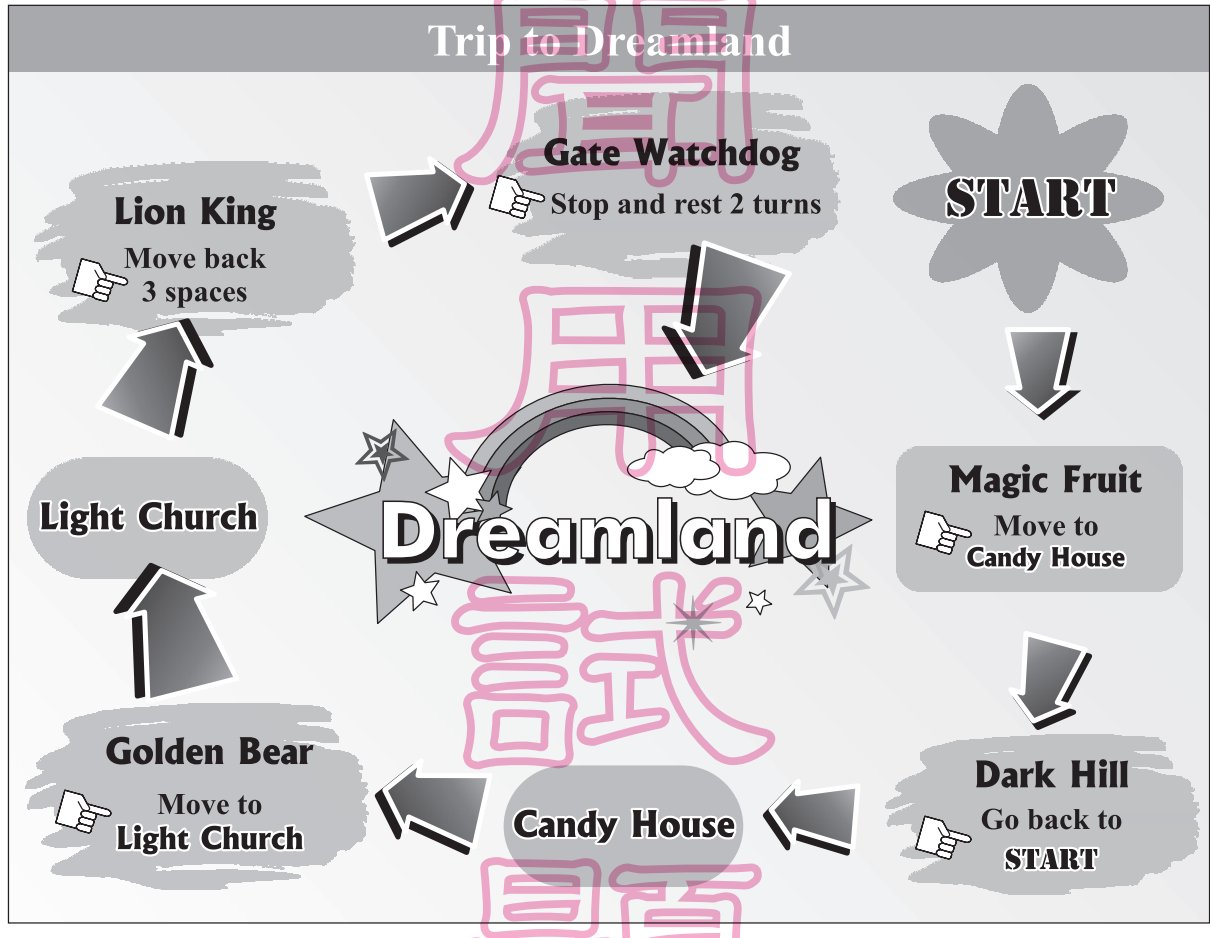 Trip to Dreamland
START
Magic Fruit
Move to
Candy House
Dark Hill
Go back to
START
Candy House
Golden Bear
Move to
Light Church
Light Church
Lion King
Move back
3 spaces
Gate Watchdog
Stop and rest 2 turns
Dreamland
用
試